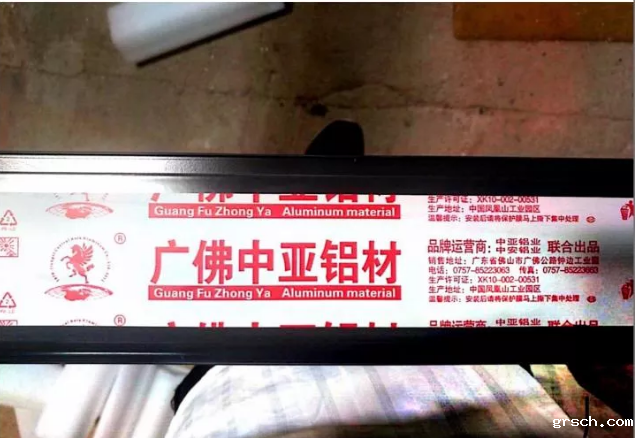 生产许可证：XK10-002-00531
生产地址：中国凤凰山工业园区
温馨提示：安装后请将保护膜马上撕下集中处理
Guang Fu Zhong Ya Aluminum material
®
广佛中亚铝材
Guang Fu Zhong Ya Aluminum material
品牌运营商：中亚铝业 中安铝业 联合出品
销售地址：广东省佛山市广佛公路钟边工业园
电话：0757-85223063 传真：0757-85223063
生产许可证：XK10-002-00531
生产地址：中国凤凰山工业园区
温馨提示：安装后请将保护膜马上撕下集中处理
grsch.com